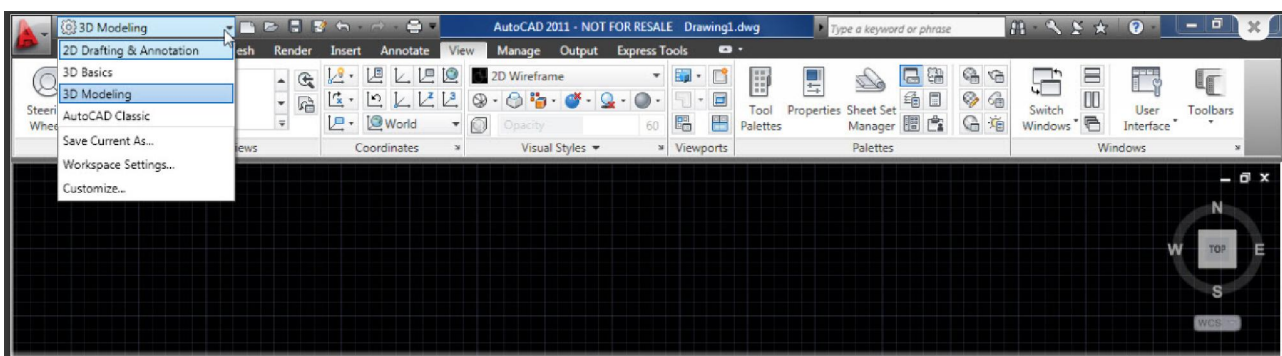 3D Modeling
AutoCAD 2011 - NOT FOR RESALE Drawing1.dwg
Type a keyword or phrase
esh Render Insert Annotate View Manage Output Express Tools
2D Drafting & Annotation
3D Basics
3D Modeling
AutoCAD Classic
Save Current As...
Workspace Settings...
Customize...
Steeri
Whee
ews
World
Coordinates
2D Wireframe
Opacity 60
Visual Styles
Viewports
Tool
Palettes
Properties
Sheet Set
Manager
Palettes
Switch
Windows
User
Interface
Toolbars
Windows
N
W TOP E
S
WCS